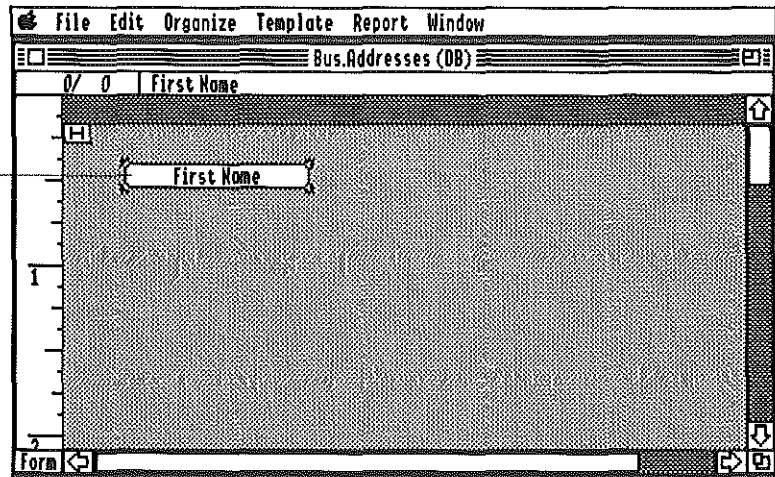 File Edit Organize Template Report Window
Bus.Addresses (DB)
0/ 0 First Name
H
First Name
1
2
Form